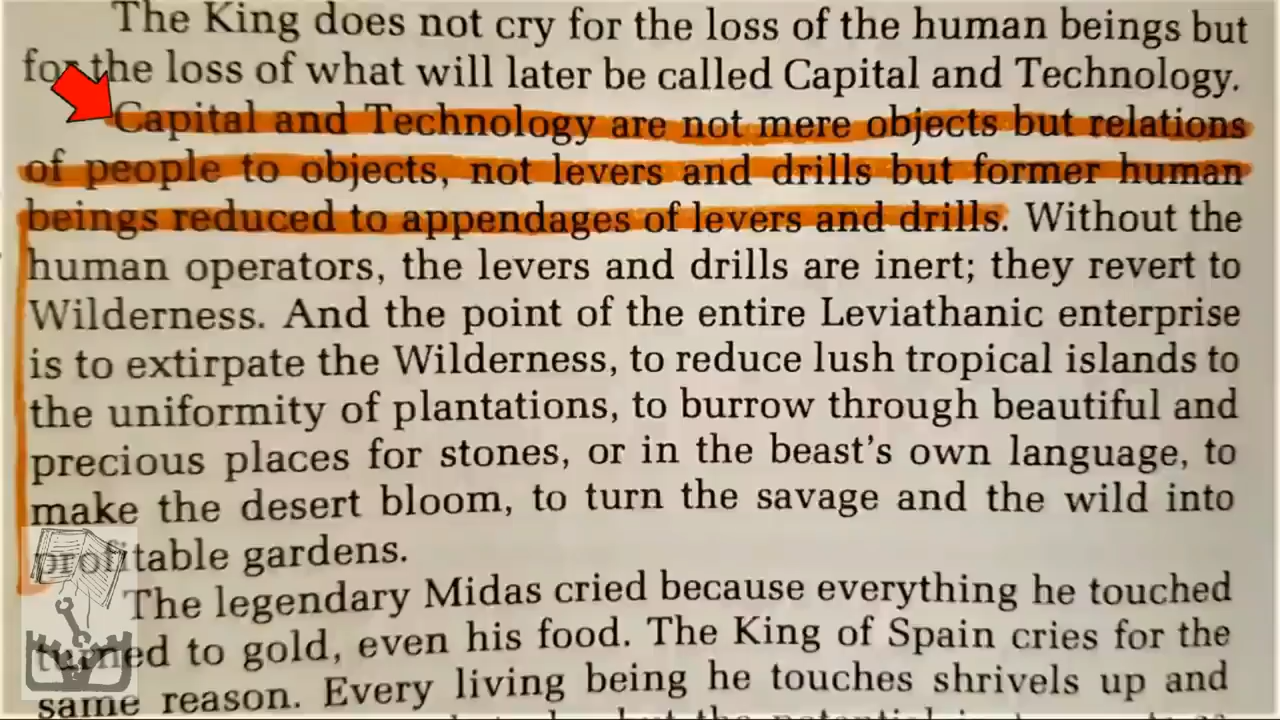 The King does not cry for the loss of the human beings but
for the loss of what will later be called Capital and Technology.
Capital and Technology are not mere objects but relations
of people to objects, not levers and drills but former human
beings reduced to appendages of levers and drills. Without the
human operators, the levers and drills are inert; they revert to
Wilderness. And the point of the entire Leviathanic enterprise
is to extirpate the Wilderness, to reduce lush tropical islands to
the uniformity of plantations, to burrow through beautiful and
precious places for stones, or in the beast's own language, to
make the desert bloom, to turn the savage and the wild into
profitable gardens.
The legendary Midas cried because everything he touched
turned to gold, even his food. The King of Spain cries for the
same reason. Every living being he touches shrivels up and